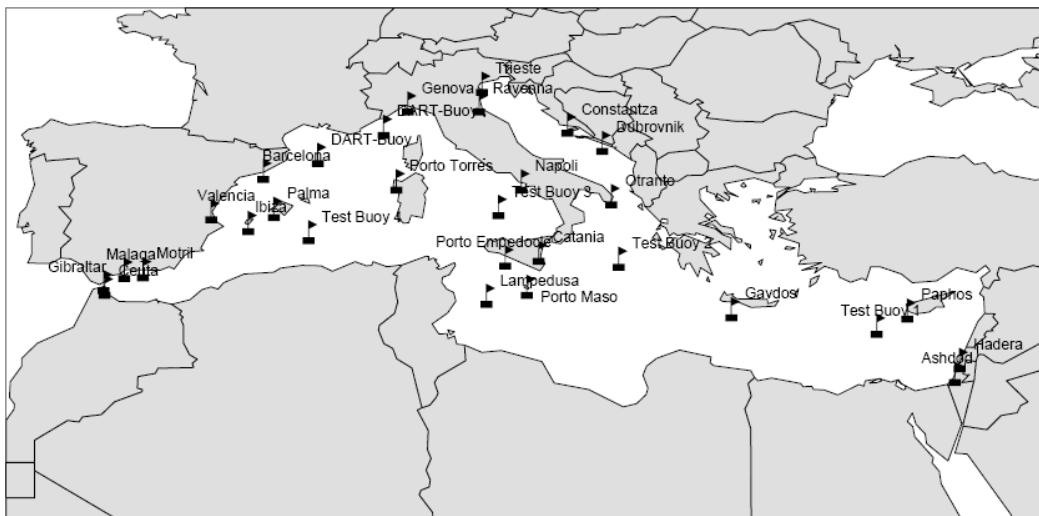 Trieste
Genova
Ravenna
DART-Buoy
Constantza
DART-Buoy
Dubrovnik
Barcelona
Porto Torres
Napoli
Otranto
Valencia
Ibiza
Palma
Test Buoy 3
Test Buoy 4
Porto Empedocle
Catania
Test Buoy 2
Malaga
Motril
Gibraltar
Ceuta
Lampedusa
Porto Maso
Gavdos
Paphos
Test Buoy 1
Hadera
Ashdod